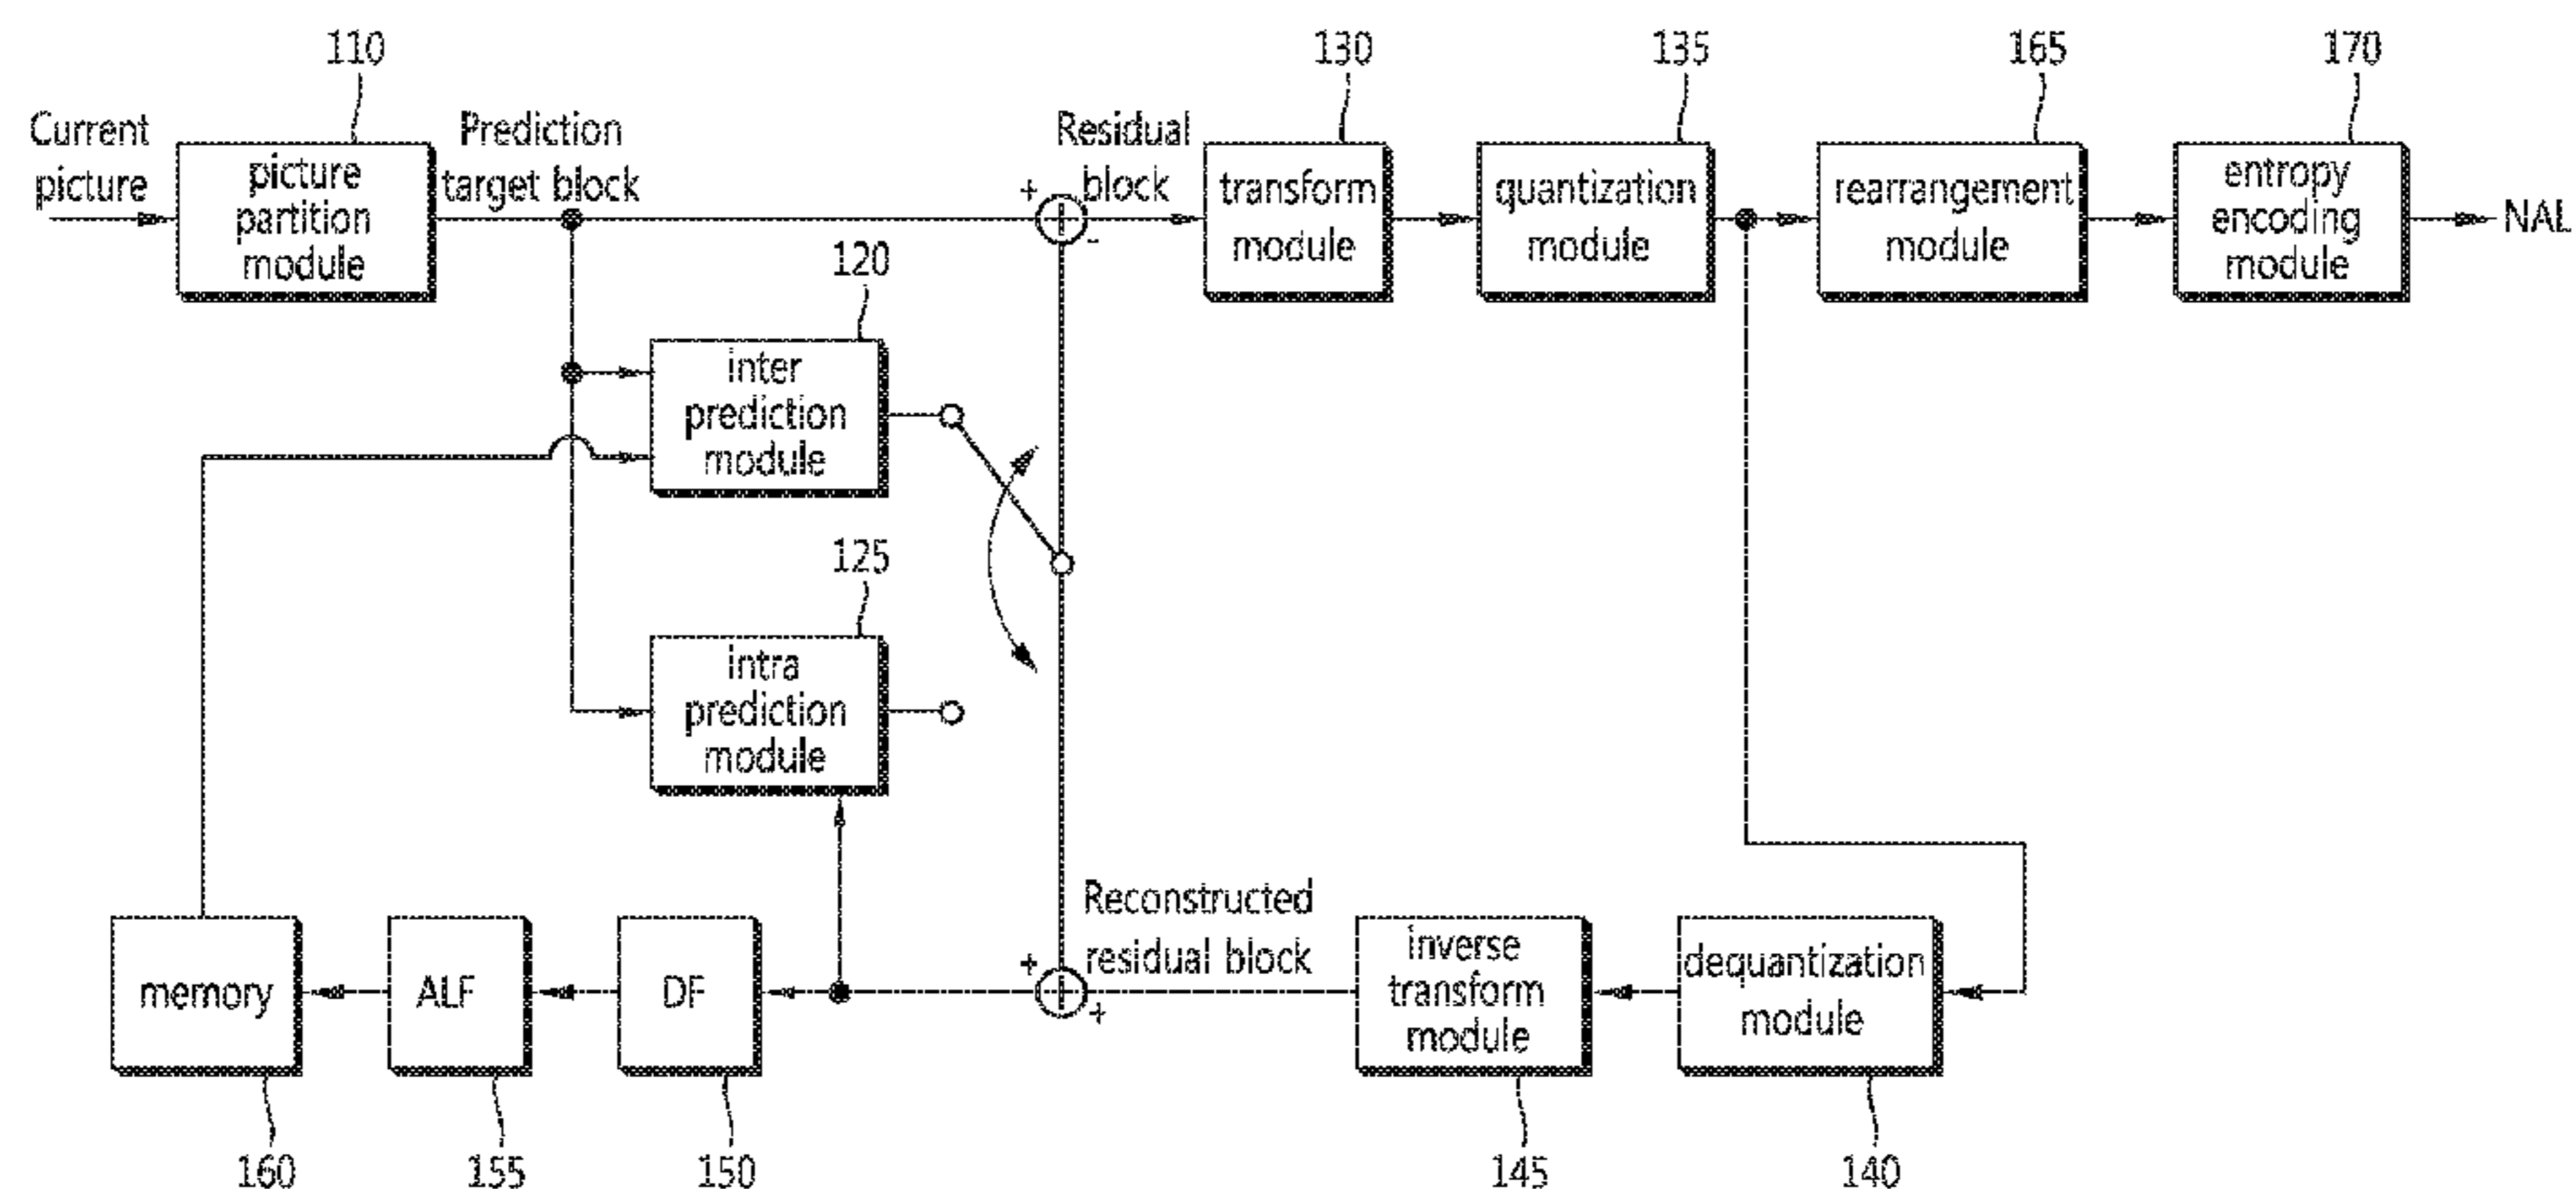 110
130
135
165
170
Current
picture
picture
partition
module
Prediction
target block
Residual
block
+
-
transform
module
quantization
module
rearrangement
module
entropy
encoding
module
NAL
120
inter
prediction
module
125
intra
prediction
module
memory
ALF
DF
+
+
Reconstructed
residual block
inverse
transform
module
dequantization
module
160
155
150
145
140